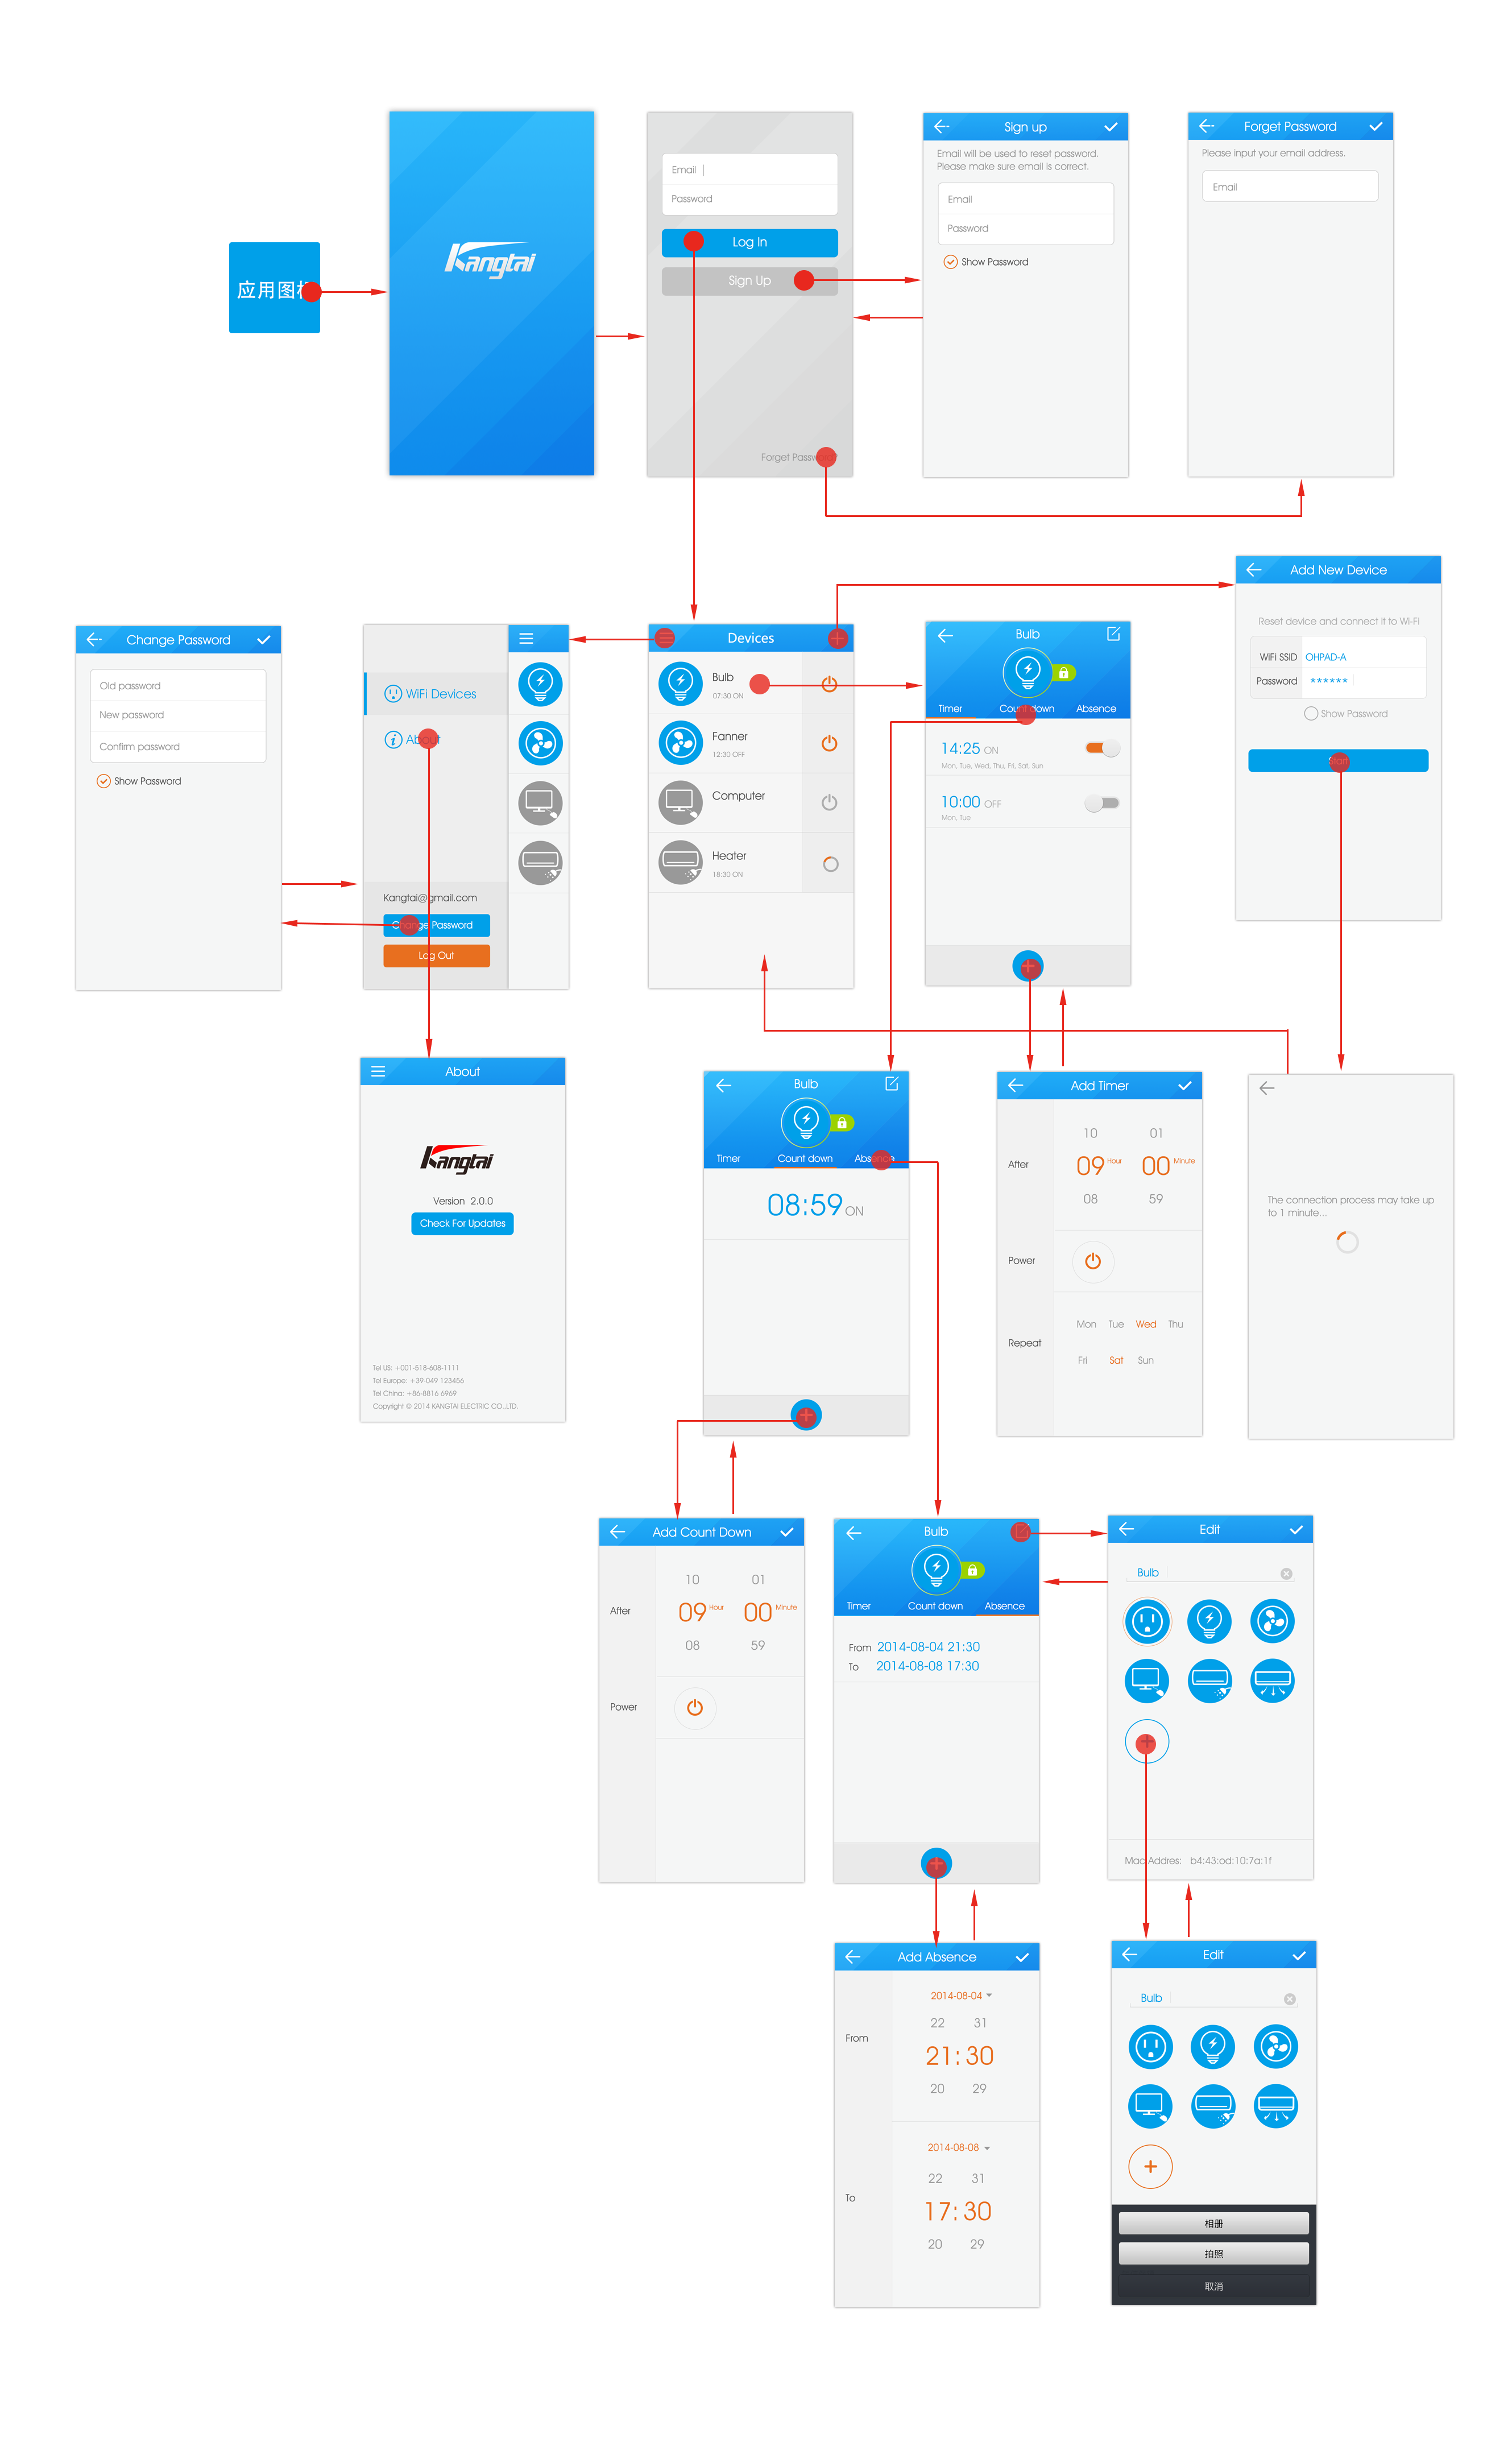 应用图
Kangtai
Email
Password
Log In
Sign Up
Forget
Sign up
Email will be used to reset password.
Please make sure email is correct.
Email
Password
Show Password
Forget Password
Please input your email address.
Email
Change Password
Old password
New password
Confirm password
Show Password
WiFi Devices
About
Kangtai@gmail.com
Change Password
Log Out
Devices
Bulb
07:30 ON
Fanner
12:30 OFF
Computer
Heater
18:30 ON
Bulb
Timer Count down Absence
14:25 ON
Mon, Tue, Wed, Thu, Fri, Sat, Sun
10:00 OFF
Mon, Tue
Add New Device
Reset device and connect it to Wi-Fi
WiFi SSID OHPAD-A
Password ******
Show Password
Start
About
Kangtai
Version 2.0.0
Check For Updates
Tel US: +001-518-608-1111
Tel Europe: +39-049 123456
Tel China: +86-8816 6969
Copyright © 2014 KANGTAI ELECTRIC CO.,LTD.
Bulb
Timer Count down Absence
08:59 ON
Add Timer
10 01
After 09 Hour 00 Minute
08 59
Power
Mon Tue Wed Thu
Repeat
Fri Sat Sun
The connection process may take up
to 1 minute...
Add Count Down
10 01
After 09 Hour 00 Minute
08 59
Power
Bulb
Timer Count down Absence
From 2014-08-04 21:30
To 2014-08-08 17:30
Edit
Bulb
Mac Addres: b4:43:od:10:7a:1f
Add Absence
2014-08-04
22 31
From
21: 30
20 29
2014-08-08
22 31
To
17: 30
20 29
Edit
Bulb
相册
拍照
取消